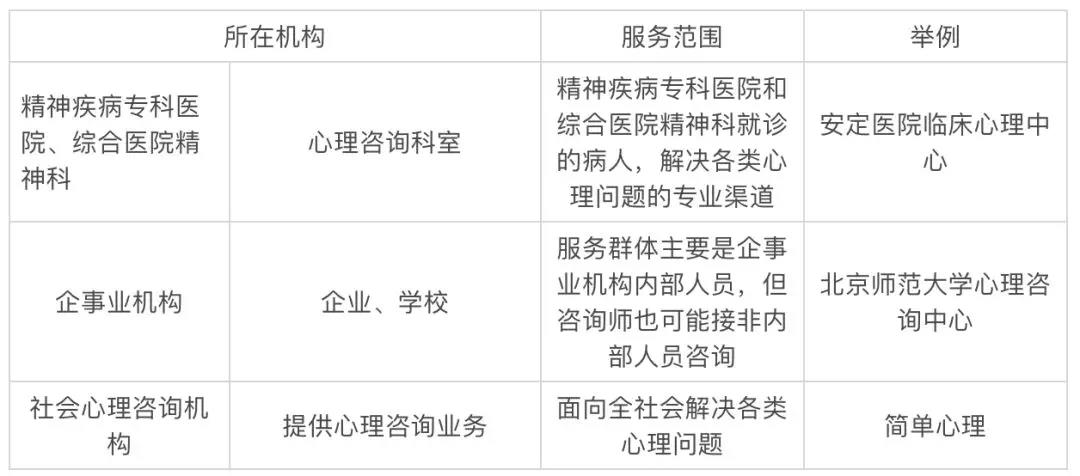 所在机构
服务范围
举例
精神疾病专科医
院、综合医院精
神科
心理咨询科室
精神疾病专科医院和
综合医院精神科就诊
的病人，解决各类心
理问题的专业渠道
安定医院临床心理中
心
企事业机构
企业、学校
服务群体主要是企事
业机构内部人员，但
咨询师也可能接非内
部人员咨询
北京师范大学心理咨
询中心
社会心理咨询机
构
提供心理咨询业务
面向全社会解决各类
心理问题
简单心理